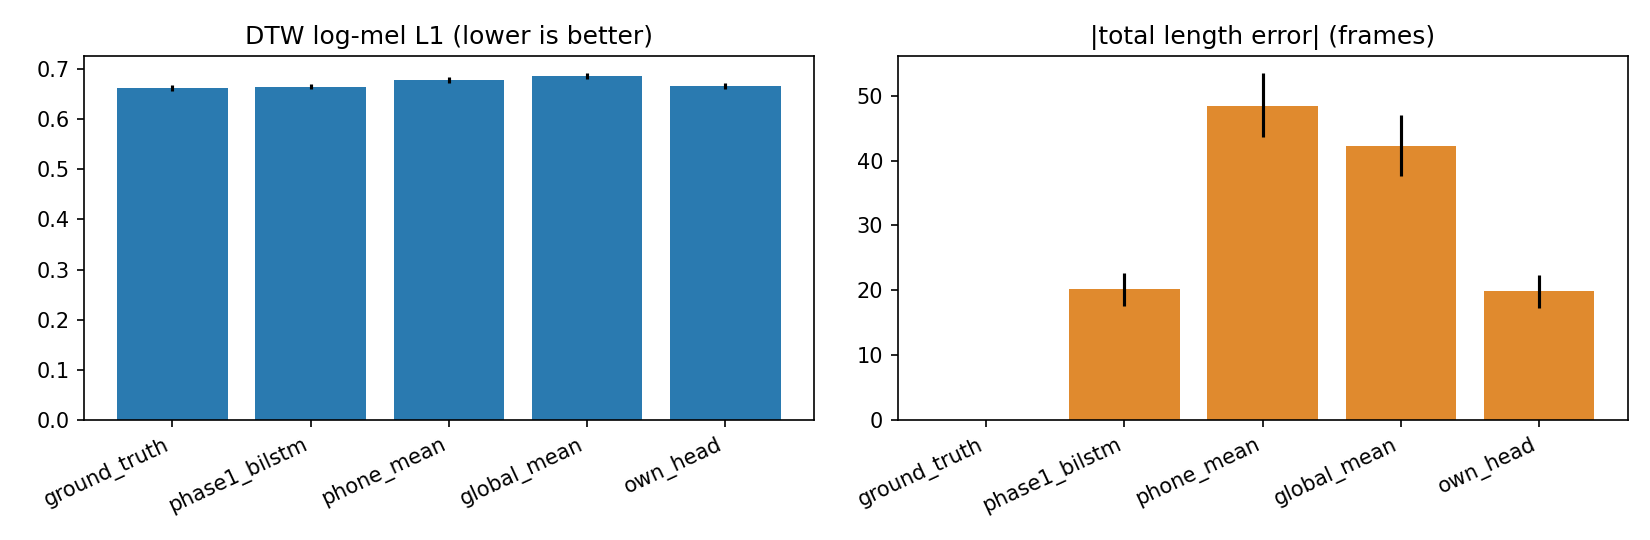 DTW log-mel L1 (lower is better)
0.7
0.6
0.5
0.4
0.3
0.2
0.1
0.0
ground_truth
phase1_bilstm
phone_mean
global_mean
own_head
|total length error| (frames)
50
40
30
20
10
0
ground_truth
phase1_bilstm
phone_mean
global_mean
own_head